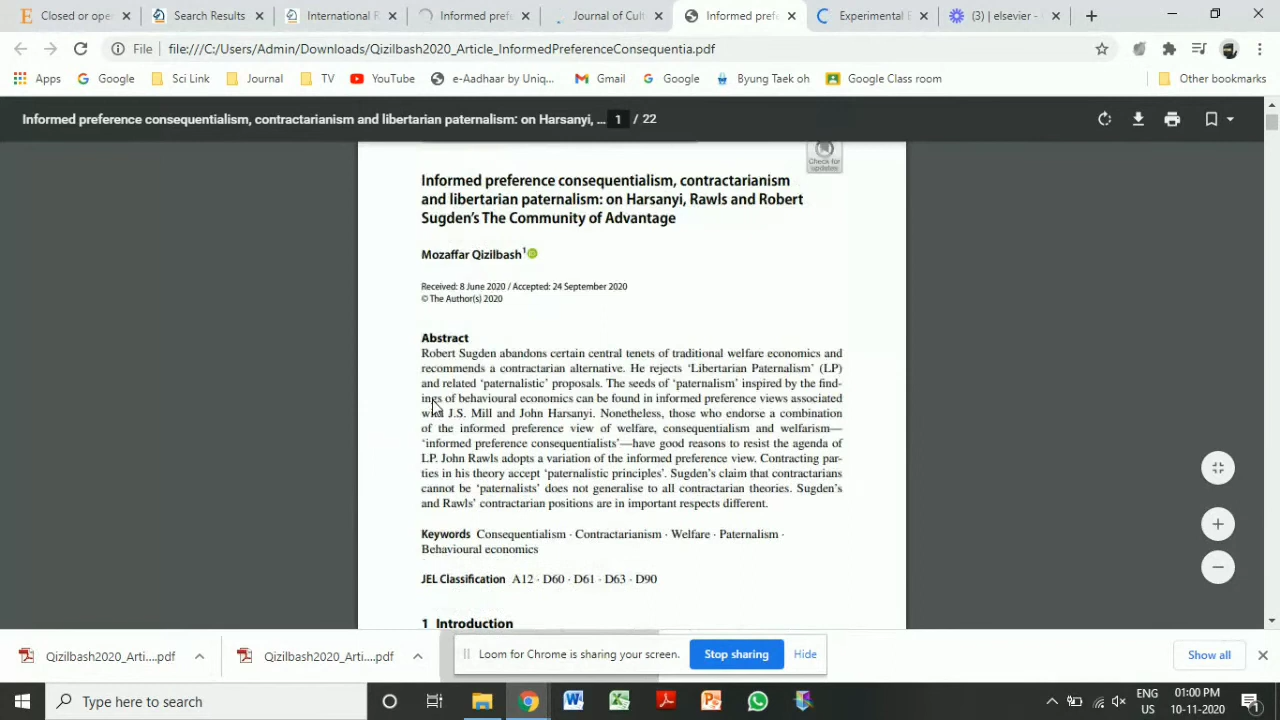 Closed or ope
Search Results
International R
Informed prefe
Journal of Cult
Informed prefe
Experimental E
(3) | elsevier -
File
file:///C:/Users/Admin/Downloads/Qizilbash2020_Article_InformedPreferenceConsequentia.pdf
Apps
Google
Sci Link
Journal
TV
YouTube
e-Aadhaar by Uniq...
Gmail
Google
Byung Taek oh
Google Class room
Other bookmarks
Informed preference consequentialism, contractarianism and libertarian paternalism: on Harsanyi, ...
1 / 22
Check for
updates
Informed preference consequentialism, contractarianism
and libertarian paternalism: on Harsanyi, Rawls and Robert
Sugden's The Community of Advantage
Mozaffar Qizilbash1
Received: 8 June 2020 / Accepted: 24 September 2020
© The Author(s) 2020
Abstract
Robert Sugden abandons certain central tenets of traditional welfare economics and
recommends a contractarian alternative. He rejects 'Libertarian Paternalism' (LP)
and related 'paternalistic' proposals. The seeds of 'paternalism' inspired by the find-
ings of behavioural economics can be found in informed preference views associated
with J.S. Mill and John Harsanyi. Nonetheless, those who endorse a combination
of the informed preference view of welfare, consequentialism and welfarism—
'informed preference consequentialists'—have good reasons to resist the agenda of
LP. John Rawls adopts a variation of the informed preference view. Contracting par-
ties in his theory accept 'paternalistic principles'. Sugden's claim that contractarians
cannot be 'paternalists' does not generalise to all contractarian theories. Sugden's
and Rawls' contractarian positions are in important respects different.
Keywords Consequentialism · Contractarianism · Welfare · Paternalism ·
Behavioural economics
JEL Classification A12 · D60 · D61 · D63 · D90
1 Introduction
Qizilbash2020_Arti....pdf
Qizilbash2020_Arti....pdf
Loom for Chrome is sharing your screen.
Stop sharing
Hide
Show all
Type here to search
ENG
US
01:00 PM
10-11-2020
1